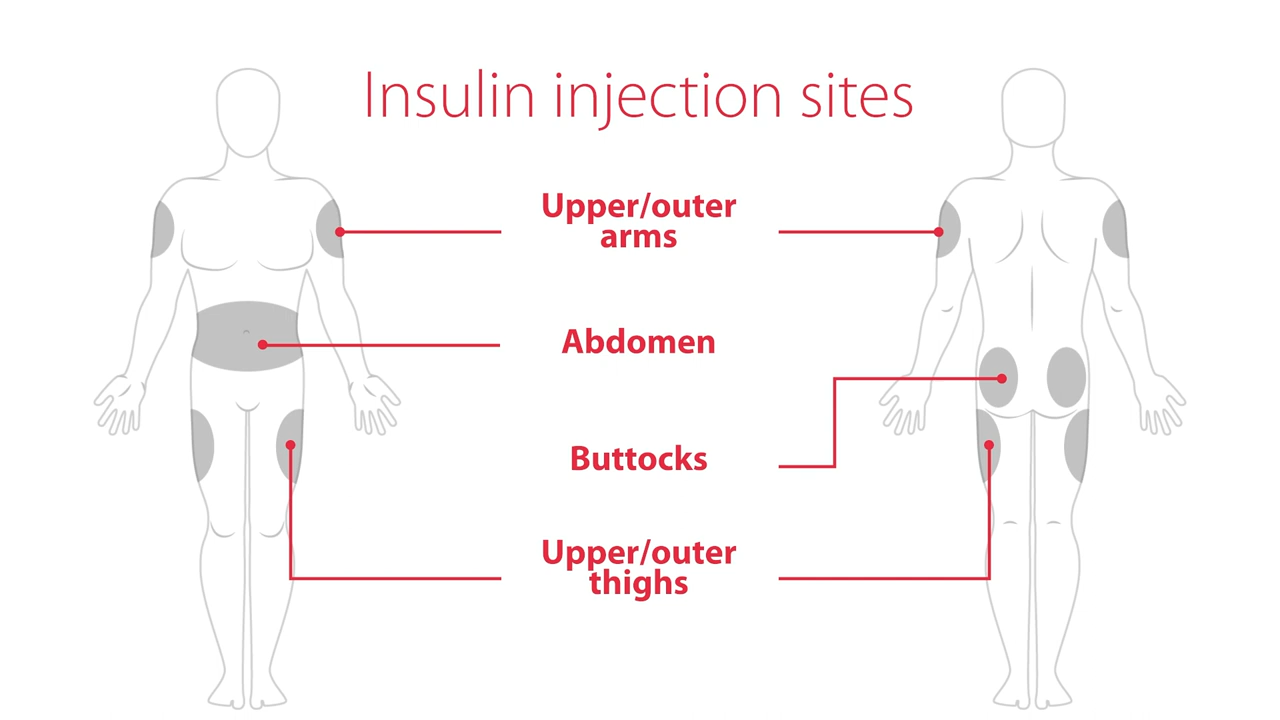 Insulin injection sites
Upper/outer
arms
Abdomen
Buttocks
Upper/outer
thighs